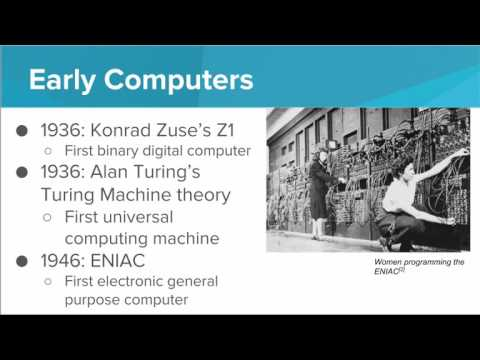 Early Computers
● 1936: Konrad Zuse's Z1
○ First binary digital computer
● 1936: Alan Turing's
Turing Machine theory
○ First universal
computing machine
● 1946: ENIAC
○ First electronic general
purpose computer
Women programming the
ENIAC[2]